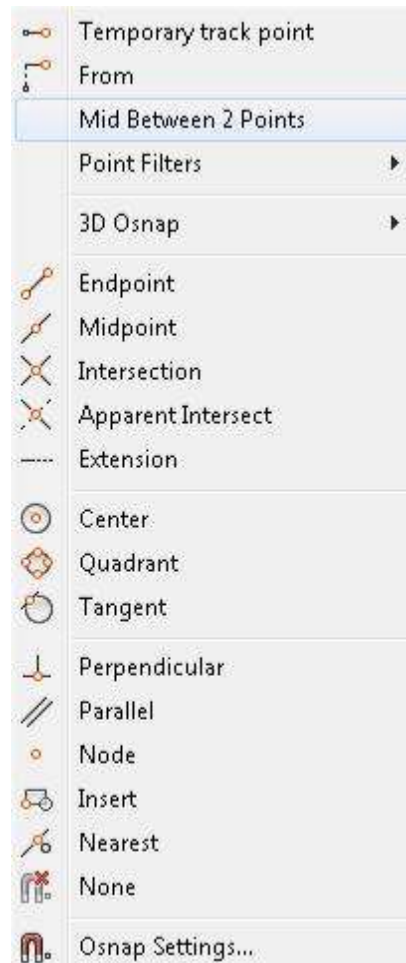 Temporary track point
From
Mid Between 2 Points
Point Filters
3D Osnap
Endpoint
Midpoint
Intersection
Apparent Intersect
Extension
Center
Quadrant
Tangent
Perpendicular
Parallel
Node
Insert
Nearest
None
Osnap Settings...